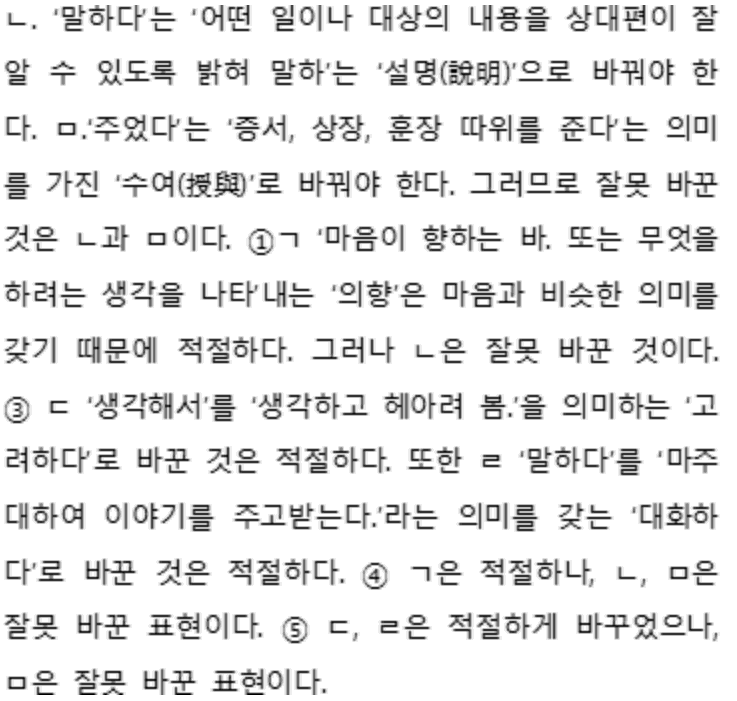 ㄴ. '말하다'는 '어떤 일이나 대상의 내용을 상대편이 잘
알 수 있도록 밝혀 말하'는 '설명(說明)'으로 바꿔야 한
다. ㅁ.'주었다'는 '증서, 상장, 훈장 따위를 준다'는 의미
를 가진 '수여(授與)'로 바꿔야 한다. 그러므로 잘못 바꾼
것은 ㄴ과 ㅁ이다. ①ㄱ '마음이 향하는 바. 또는 무엇을
하려는 생각을 나타'내는 '의향'은 마음과 비슷한 의미를
갖기 때문에 적절하다. 그러나 ㄴ은 잘못 바꾼 것이다.
③ ㄷ '생각해서'를 '생각하고 헤아려 봄.'을 의미하는 '고
려하다'로 바꾼 것은 적절하다. 또한 ㄹ '말하다'를 '마주
대하여 이야기를 주고받는다.'라는 의미를 갖는 '대화하
다'로 바꾼 것은 적절하다. ④ ㄱ은 적절하나, ㄴ, ㅁ은
잘못 바꾼 표현이다. ⑤ ㄷ, ㄹ은 적절하게 바꾸었으나,
ㅁ은 잘못 바꾼 표현이다.